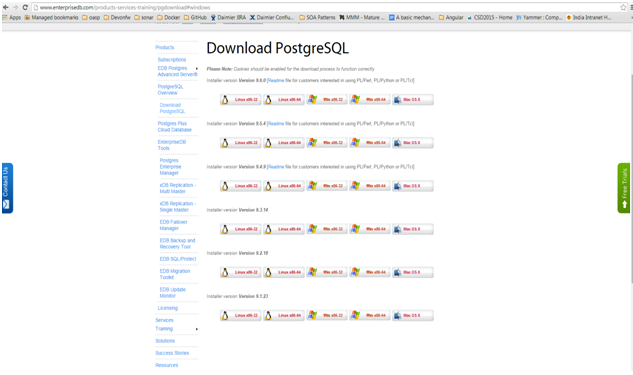 www.enterprisedb.com/products-services-training/pgdownload#windows
Apps Managed bookmarks oasp Devonfw sonar Docker GitHub Daimler JIRA Daimler Conflu... SOA Patterns MMM - Mature ... A basic mechan... Angular CSD2015 - Home Yammer : Comp... India Intranet H...
Products
Subscriptions
EDB Postgres
Advanced Server®
PostgreSQL
Overview
Download
PostgreSQL
Postgres Plus
Cloud Database
EnterpriseDB
Tools
Postgres
Enterprise
Manager
xDB Replication -
Multi Master
xDB Replication -
Single Master
EDB Failover
Manager
EDB Backup and
Recovery Tool
EDB SQL/Protect
EDB Migration
Toolkit
EDB Update
Monitor
Licensing
Services
Training
Solutions
Success Stories
Resources
Download PostgreSQL
Please Note: Cookies should be enabled for the download process to function correctly
Installer version Version 9.6.0 [Readme file for customers interested in using PL/Perl, PL/Python or PL/Tcl]
Linux x86-32 Linux x86-64 Win x86-32 Win x86-64 Mac OS X
Installer version Version 9.5.4 [Readme file for customers interested in using PL/Perl, PL/Python or PL/Tcl]
Linux x86-32 Linux x86-64 Win x86-32 Win x86-64 Mac OS X
Installer version Version 9.4.9 [Readme file for customers interested in using PL/Perl, PL/Python or PL/Tcl]
Linux x86-32 Linux x86-64 Win x86-32 Win x86-64 Mac OS X
Installer version Version 9.3.14
Linux x86-32 Linux x86-64 Win x86-32 Win x86-64 Mac OS X
Installer version Version 9.2.18
Linux x86-32 Linux x86-64 Win x86-32 Win x86-64 Mac OS X
Installer version Version 9.1.23
Linux x86-32 Linux x86-64 Win x86-32 Win x86-64 Mac OS X
Contact Us
Free Trials